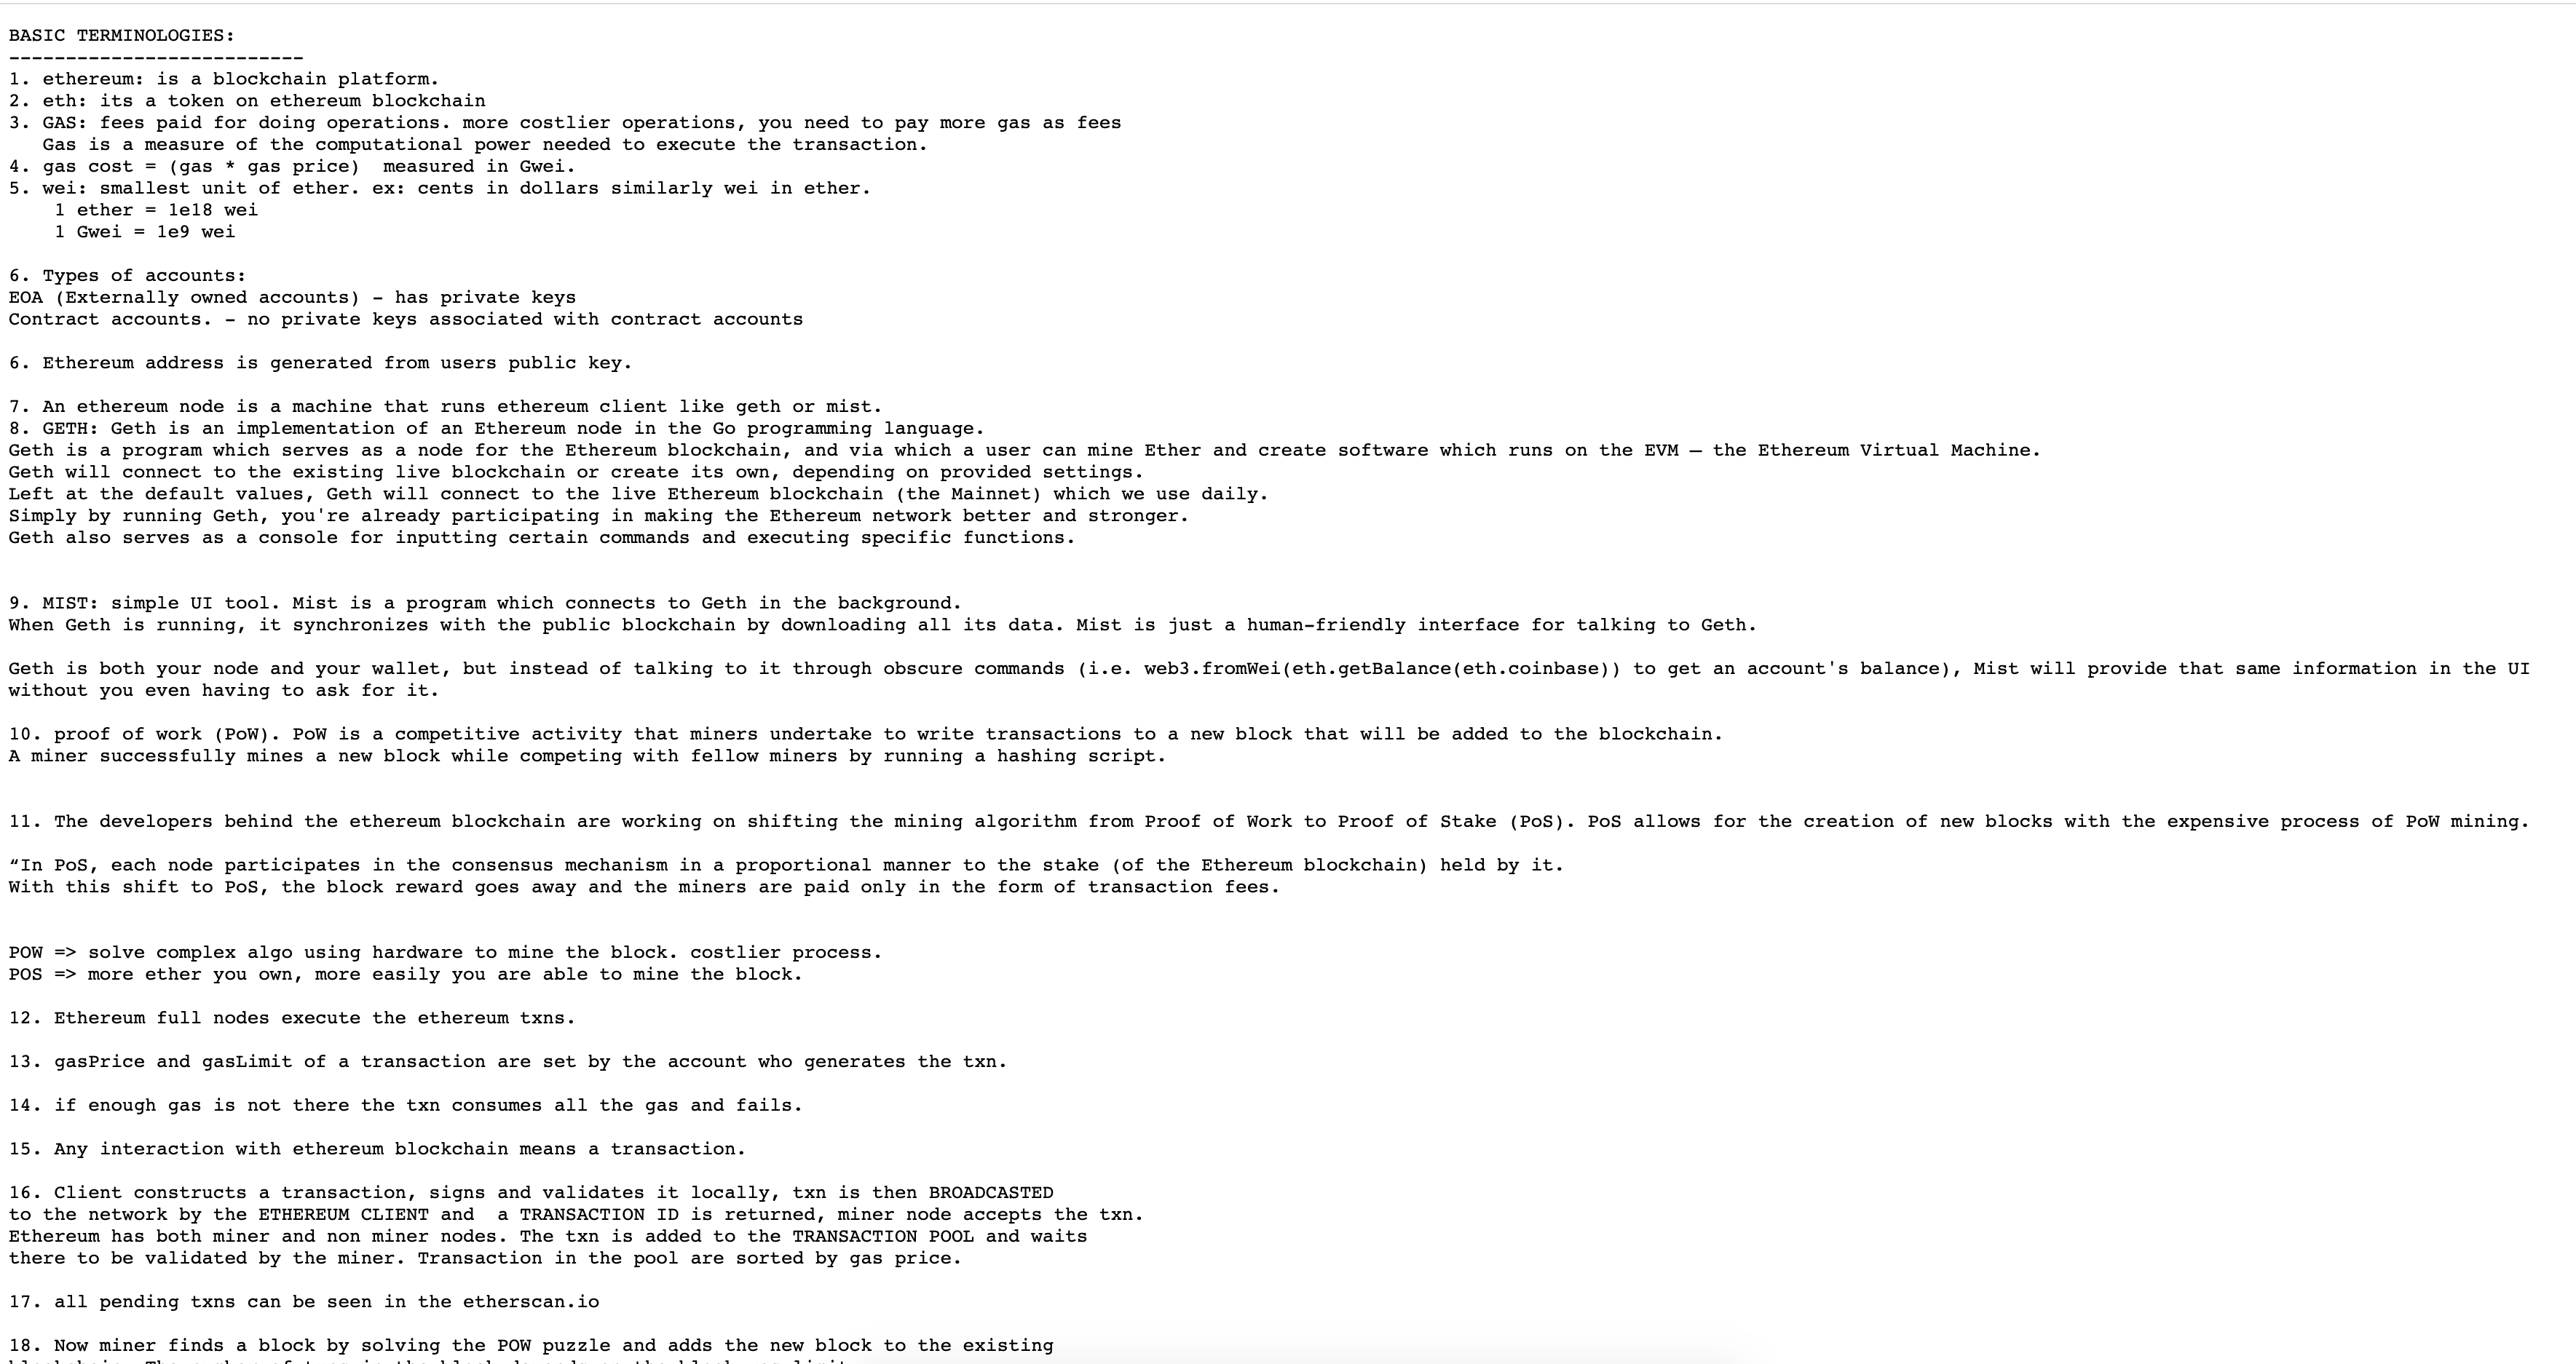 BASIC TERMINOLOGIES:
--------------------------
1. ethereum: is a blockchain platform.
2. eth: its a token on ethereum blockchain
3. GAS: fees paid for doing operations. more costlier operations, you need to pay more gas as fees
   Gas is a measure of the computational power needed to execute the transaction.
4. gas cost = (gas * gas price)  measured in Gwei.
5. wei: smallest unit of ether. ex: cents in dollars similarly wei in ether.
    1 ether = 1e18 wei
    1 Gwei = 1e9 wei
6. Types of accounts:
EOA (Externally owned accounts) - has private keys
Contract accounts. - no private keys associated with contract accounts
6. Ethereum address is generated from users public key.
7. An ethereum node is a machine that runs ethereum client like geth or mist.
8. GETH: Geth is an implementation of an Ethereum node in the Go programming language.
Geth is a program which serves as a node for the Ethereum blockchain, and via which a user can mine Ether and create software which runs on the EVM — the Ethereum Virtual Machine.
Geth will connect to the existing live blockchain or create its own, depending on provided settings.
Left at the default values, Geth will connect to the live Ethereum blockchain (the Mainnet) which we use daily.
Simply by running Geth, you're already participating in making the Ethereum network better and stronger.
Geth also serves as a console for inputting certain commands and executing specific functions.
9. MIST: simple UI tool. Mist is a program which connects to Geth in the background.
When Geth is running, it synchronizes with the public blockchain by downloading all its data. Mist is just a human-friendly interface for talking to Geth.
Geth is both your node and your wallet, but instead of talking to it through obscure commands (i.e. web3.fromWei(eth.getBalance(eth.coinbase)) to get an account's balance), Mist will provide that same information in the UI
without you even having to ask for it.
10. proof of work (PoW). PoW is a competitive activity that miners undertake to write transactions to a new block that will be added to the blockchain.
A miner successfully mines a new block while competing with fellow miners by running a hashing script.
11. The developers behind the ethereum blockchain are working on shifting the mining algorithm from Proof of Work to Proof of Stake (PoS). PoS allows for the creation of new blocks with the expensive process of PoW mining.
“In PoS, each node participates in the consensus mechanism in a proportional manner to the stake (of the Ethereum blockchain) held by it.
With this shift to PoS, the block reward goes away and the miners are paid only in the form of transaction fees.
POW => solve complex algo using hardware to mine the block. costlier process.
POS => more ether you own, more easily you are able to mine the block.
12. Ethereum full nodes execute the ethereum txns.
13. gasPrice and gasLimit of a transaction are set by the account who generates the txn.
14. if enough gas is not there the txn consumes all the gas and fails.
15. Any interaction with ethereum blockchain means a transaction.
16. Client constructs a transaction, signs and validates it locally, txn is then BROADCASTED
to the network by the ETHEREUM CLIENT and  a TRANSACTION ID is returned, miner node accepts the txn.
Ethereum has both miner and non miner nodes. The txn is added to the TRANSACTION POOL and waits
there to be validated by the miner. Transaction in the pool are sorted by gas price.
17. all pending txns can be seen in the etherscan.io
18. Now miner finds a block by solving the POW puzzle and adds the new block to the existing